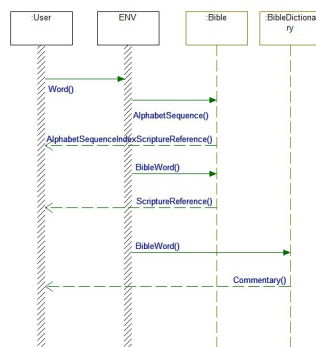 :User
ENV
:Bible
:BibleDictiona
ry
Word()
AlphabetSequence()
AlphabetSequenceIndexScriptureReference()
BibleWord()
ScriptureReference()
BibleWord()
Commentary()